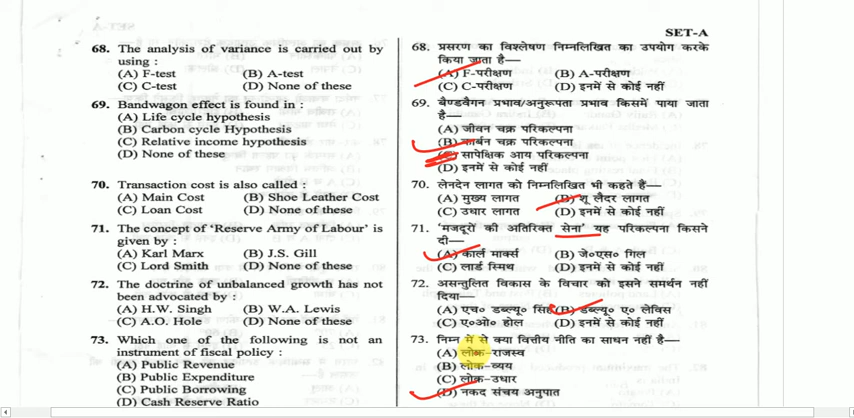 SET-A
68. The analysis of variance is carried out by
using :
(A) F-test (B) A-test
(C) C-test (D) None of these
69. Bandwagon effect is found in :
(A) Life cycle hypothesis
(B) Carbon cycle Hypothesis
(C) Relative income hypothesis
(D) None of these
70. Transaction cost is also called :
(A) Main Cost (B) Shoe Leather Cost
(C) Loan Cost (D) None of these
71. The concept of 'Reserve Army of Labour' is
given by :
(A) Karl Marx (B) J.S. Gill
(C) Lord Smith (D) None of these
72. The doctrine of unbalanced growth has not
been advocated by :
(A) H.W. Singh (B) W.A. Lewis
(C) A.O. Hole (D) None of these
73. Which one of the following is not an
instrument of fiscal policy :
(A) Public Revenue
(B) Public Expenditure
(C) Public Borrowing
(D) Cash Reserve Ratio
68. प्रसरण का विश्लेषण निम्नलिखित का उपयोग करके
किया जाता है—
(A) F-परीक्षण (B) A-परीक्षण
(C) C-परीक्षण (D) इनमें से कोई नहीं
69. बैण्डवैगन प्रभाव/अनुरूपता प्रभाव किसमें पाया जाता
है—
(A) जीवन चक्र परिकल्पना
(B) कार्बन चक्र परिकल्पना
सापेक्षिक आय परिकल्पना
(D) इनमें से कोई नहीं
70. लेनदेन लागत को निम्नलिखित भी कहते हैं—
(A) मुख्य लागत (B) शू लैदर लागत
(C) उधार लागत (D) इनमें से कोई नहीं
71. 'मजदूरों की अतिरिक्त सेना' यह परिकल्पना किसने
दी—
(A) कार्ल मार्क्स (B) जे०एस० गिल
(C) लार्ड स्मिथ (D) इनमें से कोई नहीं
72. असन्तुलित विकास के विचार को इसने समर्थन नहीं
दिया—
(A) एच० डब्ल्यू० सिंह (B) डब्ल्यू० ए० लेविस
(C) ए०ओ० होल (D) इनमें से कोई नहीं
73. निम्न में से क्या वित्तीय नीति का साधन नहीं है—
(A) लोक-राजस्व
(B) लोक-व्यय
(C) लोक-उधार
(D) नकद संचय अनुपात